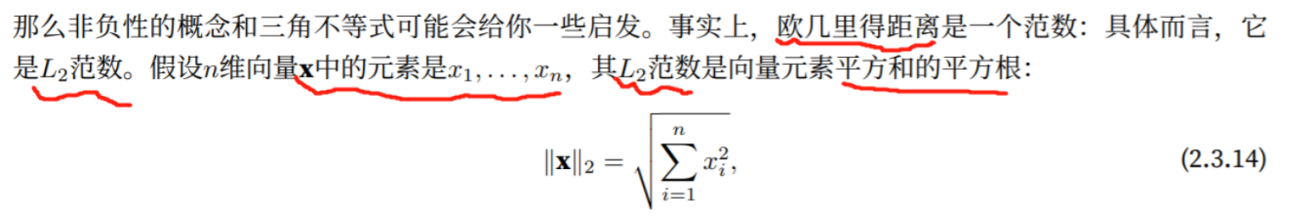 那么非负性的概念和三角不等式可能会给你一些启发。事实上，欧几里得距离是一个范数：具体而言，它
是L₂范数。假设n维向量𝐱中的元素是x₁, . . . , xₙ，其L₂范数是向量元素平方和的平方根：
‖𝐱‖₂ = √(∑ᵢ₌₁ⁿ xᵢ²), (2.3.14)